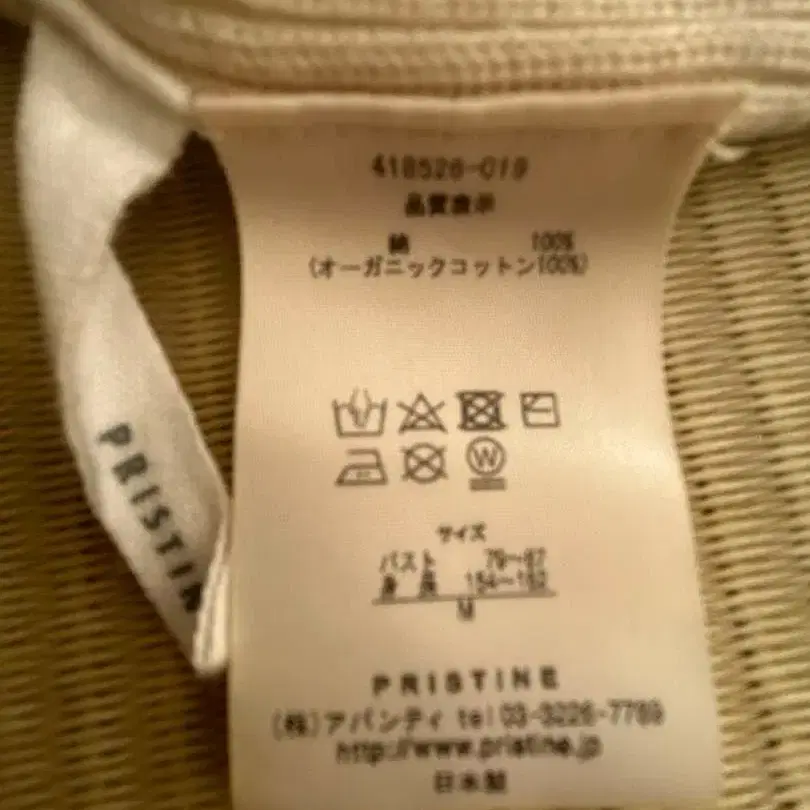 PRISTINE
418526-019
品質表示
綿 100%
(オーガニックコットン100%)
W
サイズ
バスト 79〜87
身 長 154〜162
M
PRISTINE
(株)アバンティ tel 03-3226-7789
http://www.pristine.jp
日本製